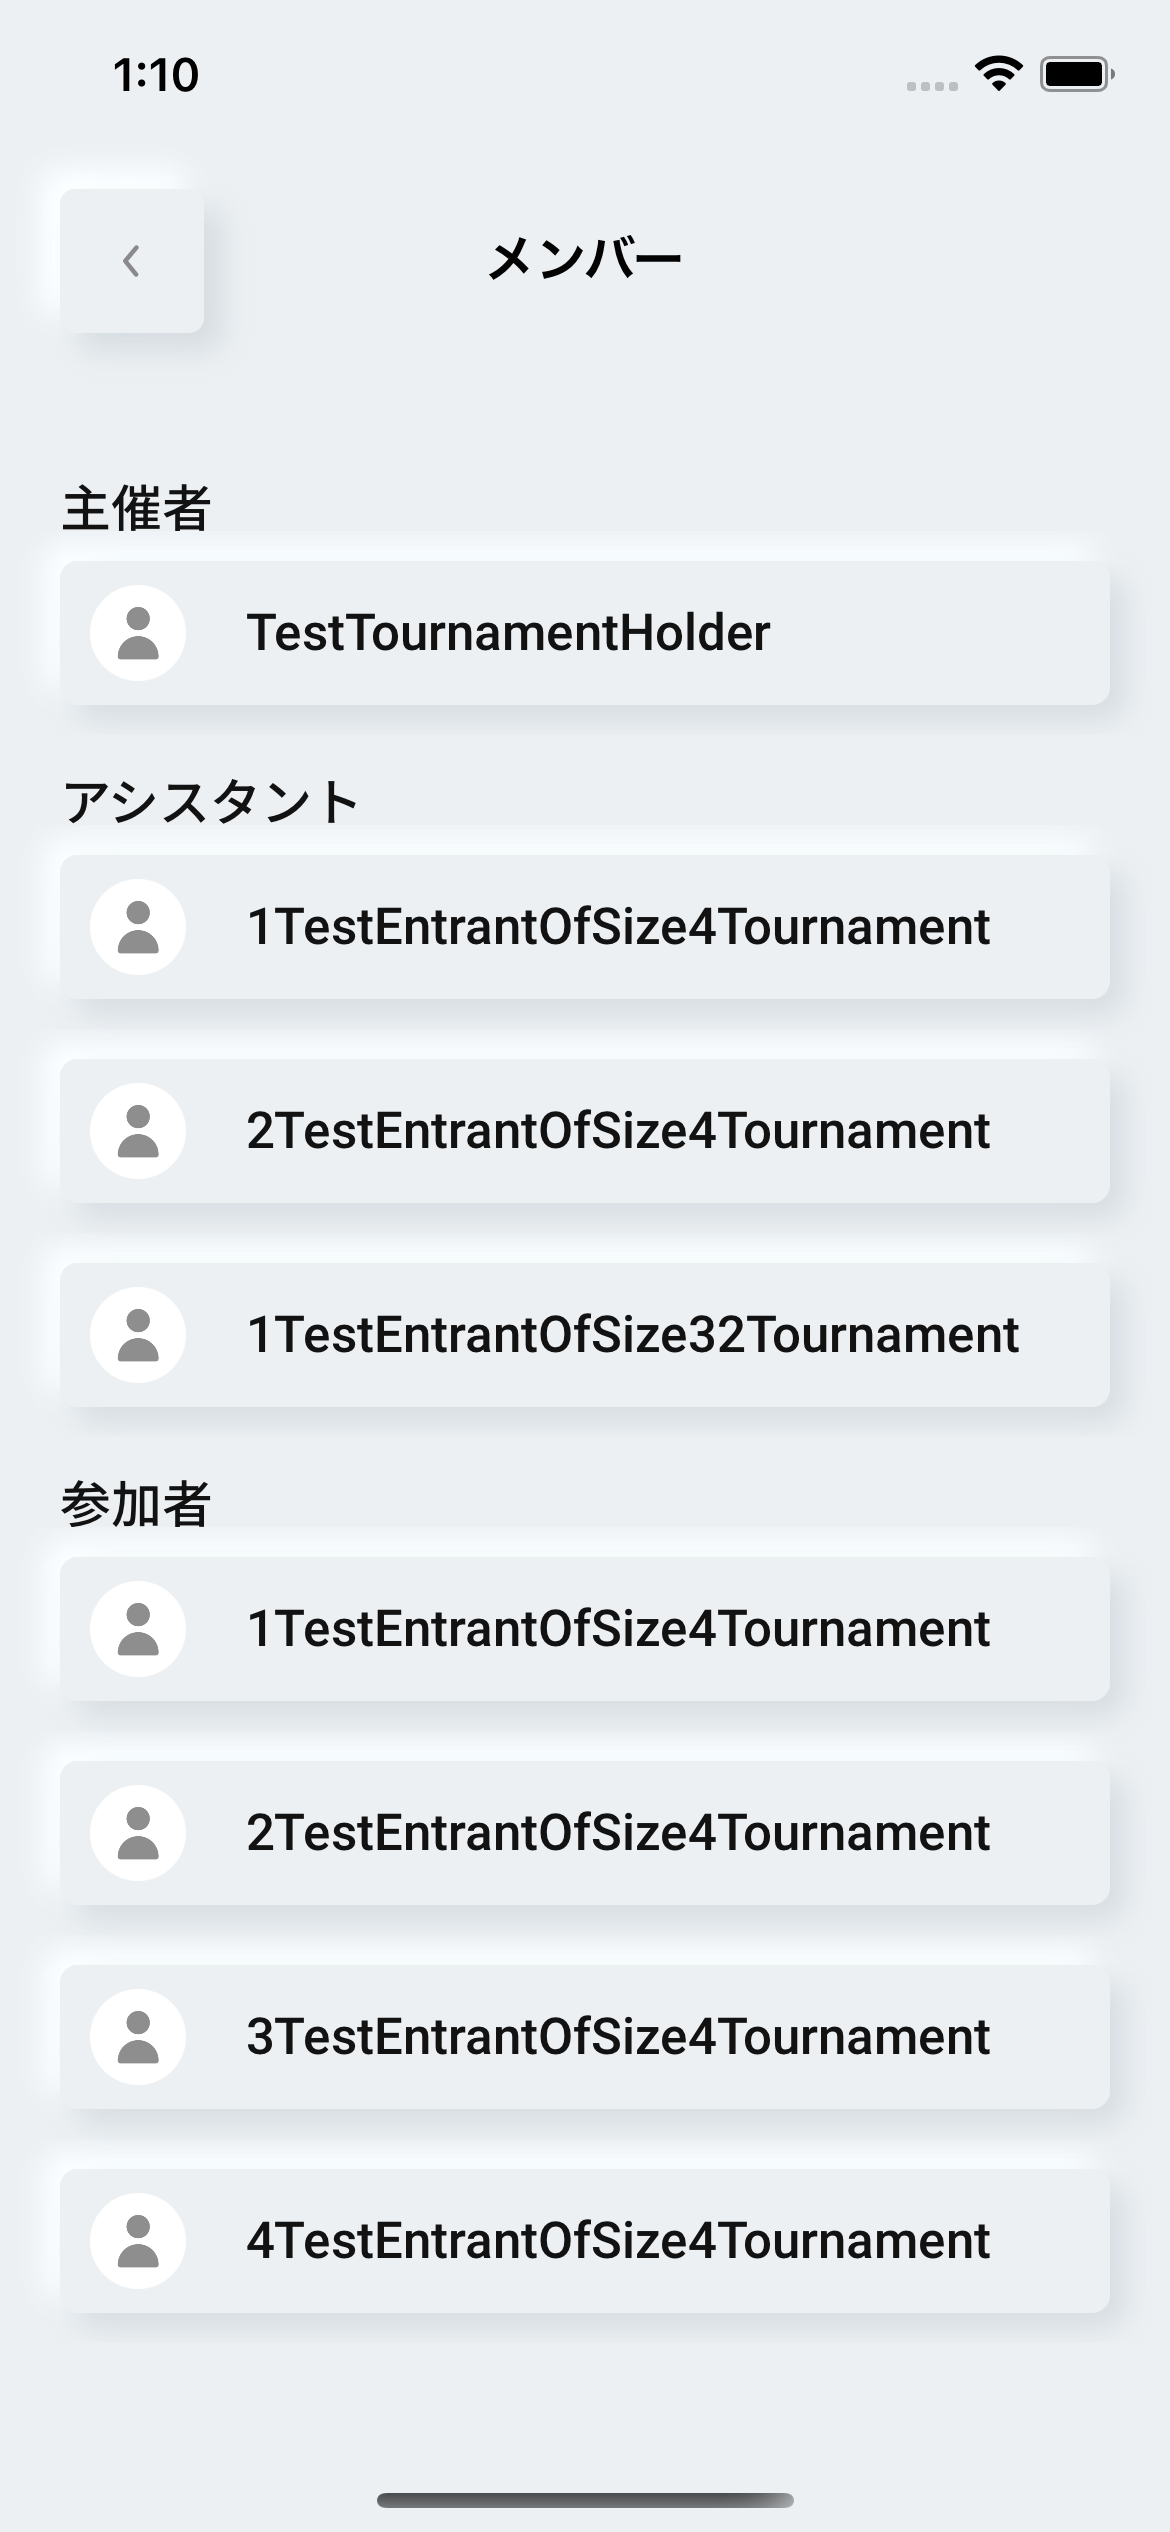 1:10
メンバー
主催者
TestTournamentHolder
アシスタント
1TestEntrantOfSize4Tournament
2TestEntrantOfSize4Tournament
1TestEntrantOfSize32Tournament
参加者
1TestEntrantOfSize4Tournament
2TestEntrantOfSize4Tournament
3TestEntrantOfSize4Tournament
4TestEntrantOfSize4Tournament